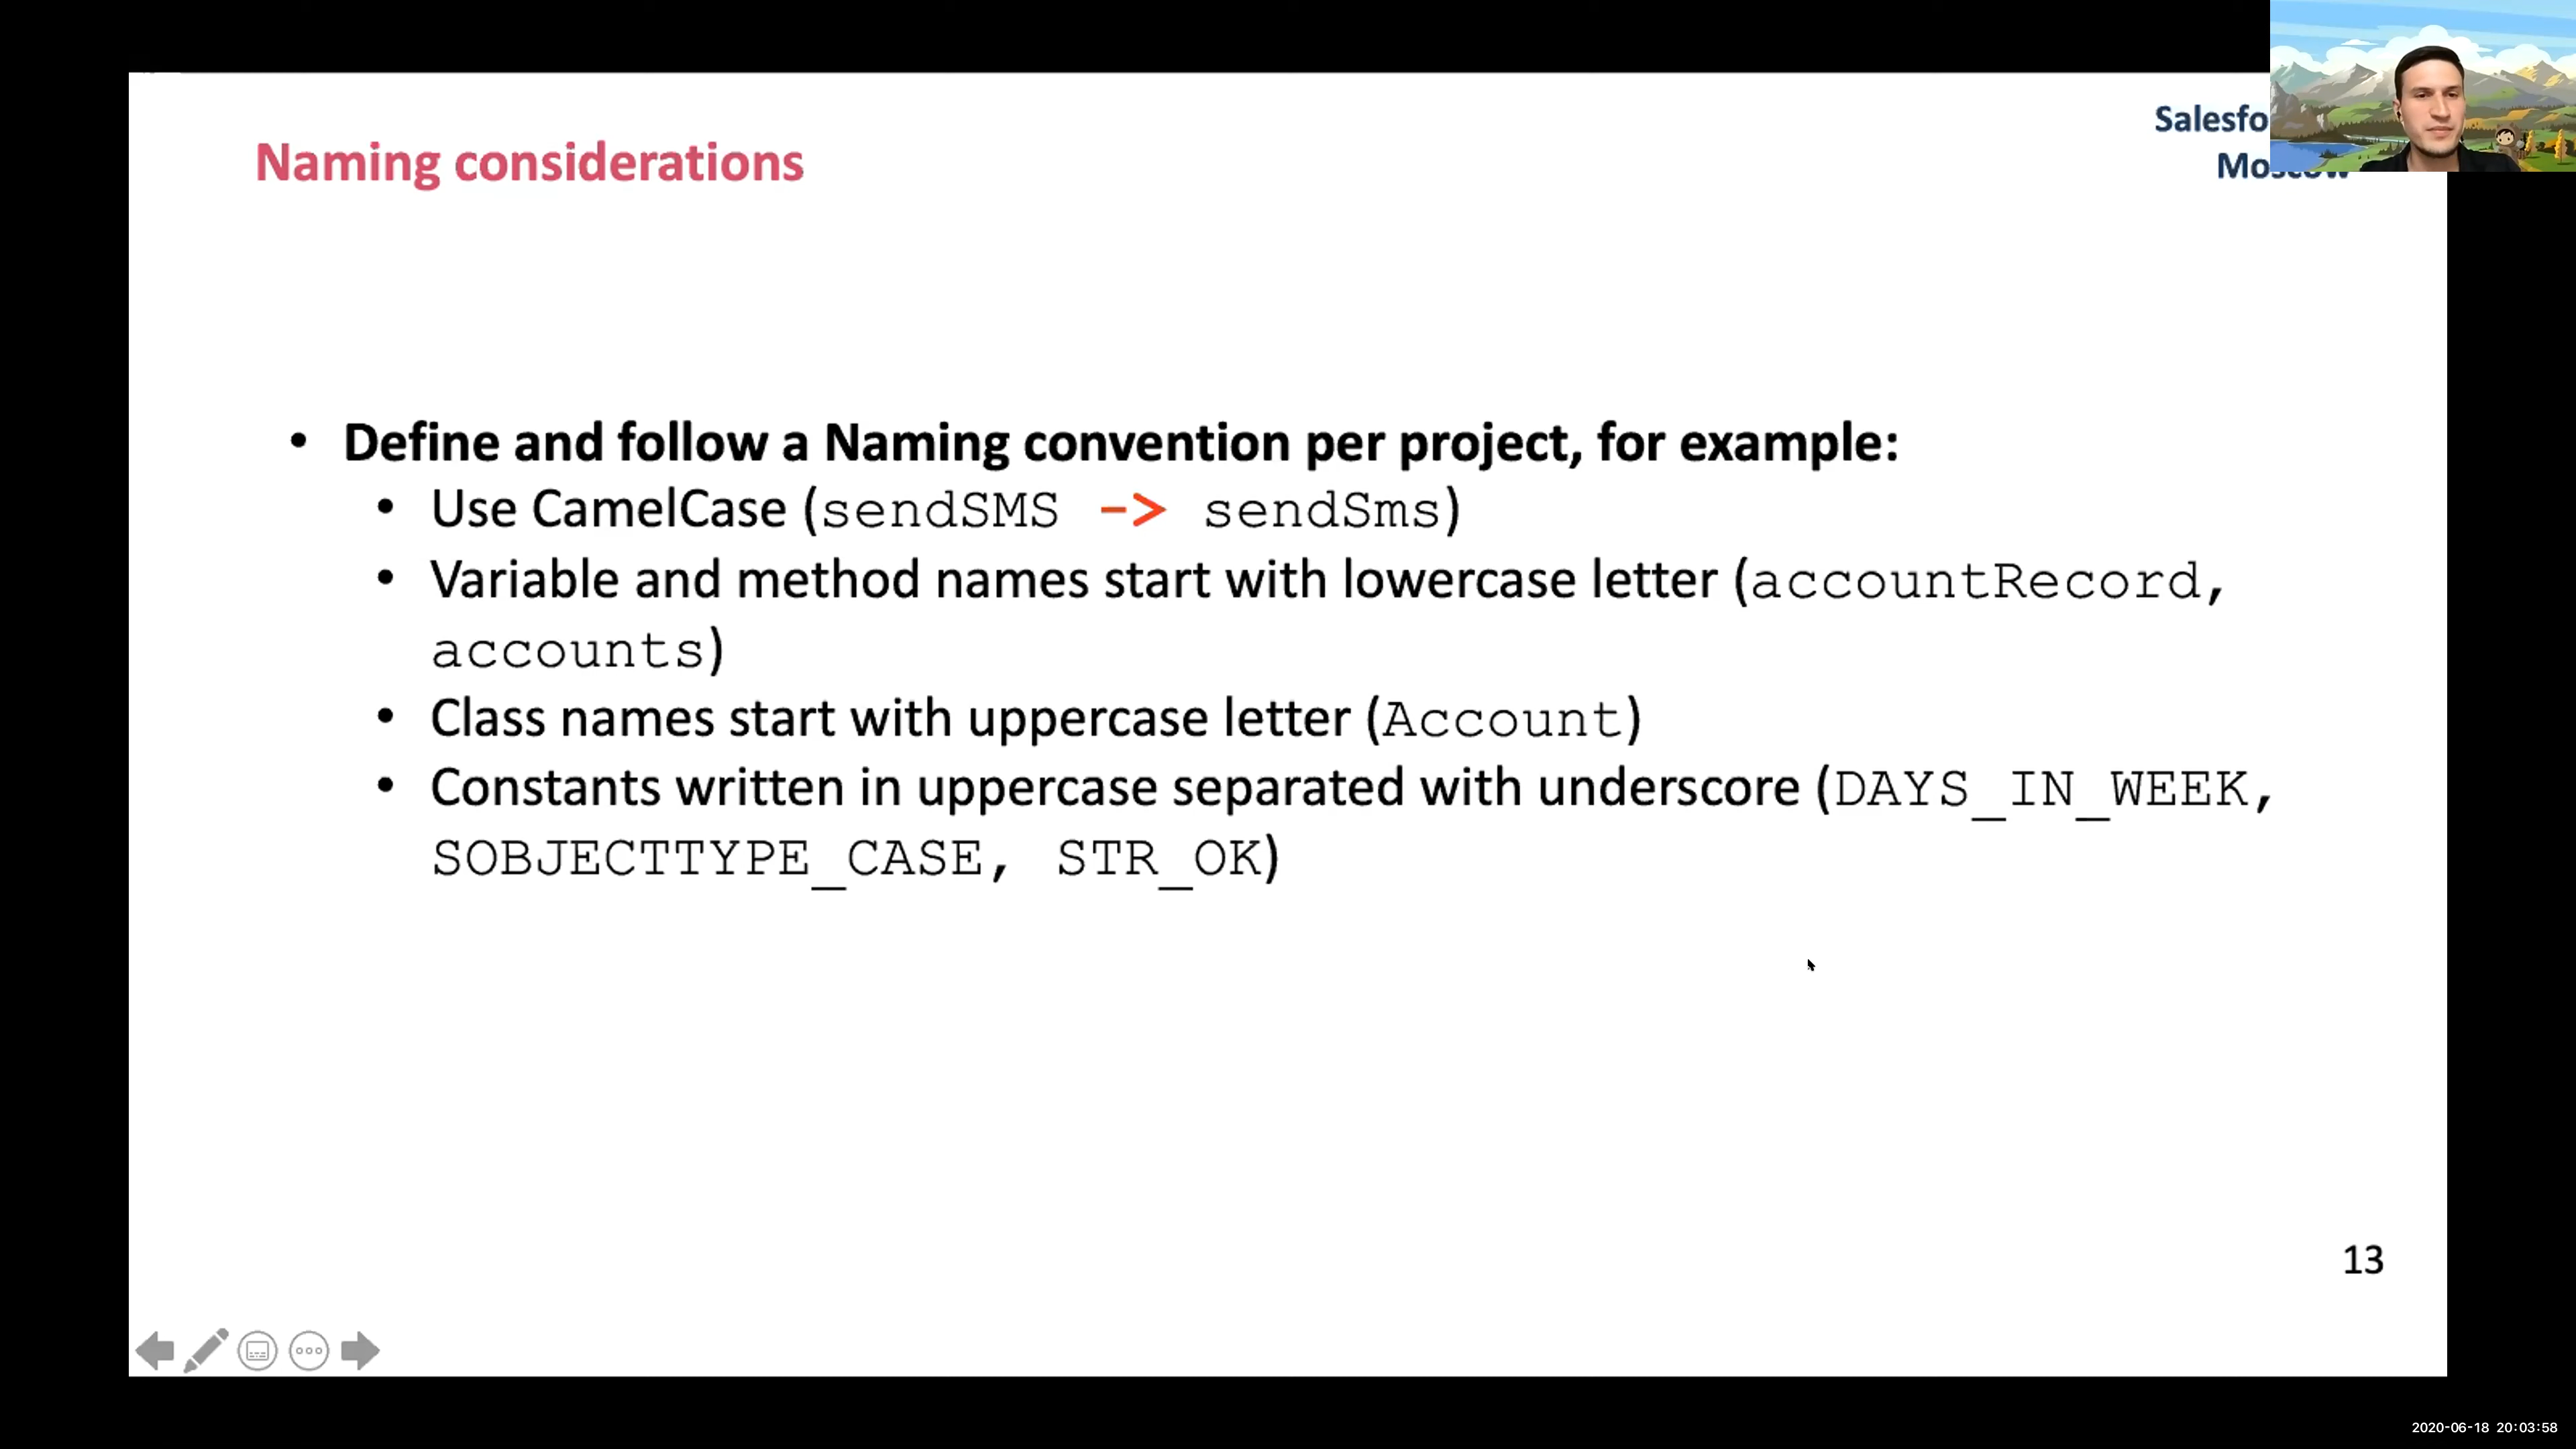 Naming considerations
Salesfo
Moscow
• Define and follow a Naming convention per project, for example:
• Use CamelCase (sendSMS -> sendSms)
• Variable and method names start with lowercase letter (accountRecord,
accounts)
• Class names start with uppercase letter (Account)
• Constants written in uppercase separated with underscore (DAYS_IN_WEEK,
SOBJECTTYPE_CASE, STR_OK)
13
2020-06-18 20:03:58